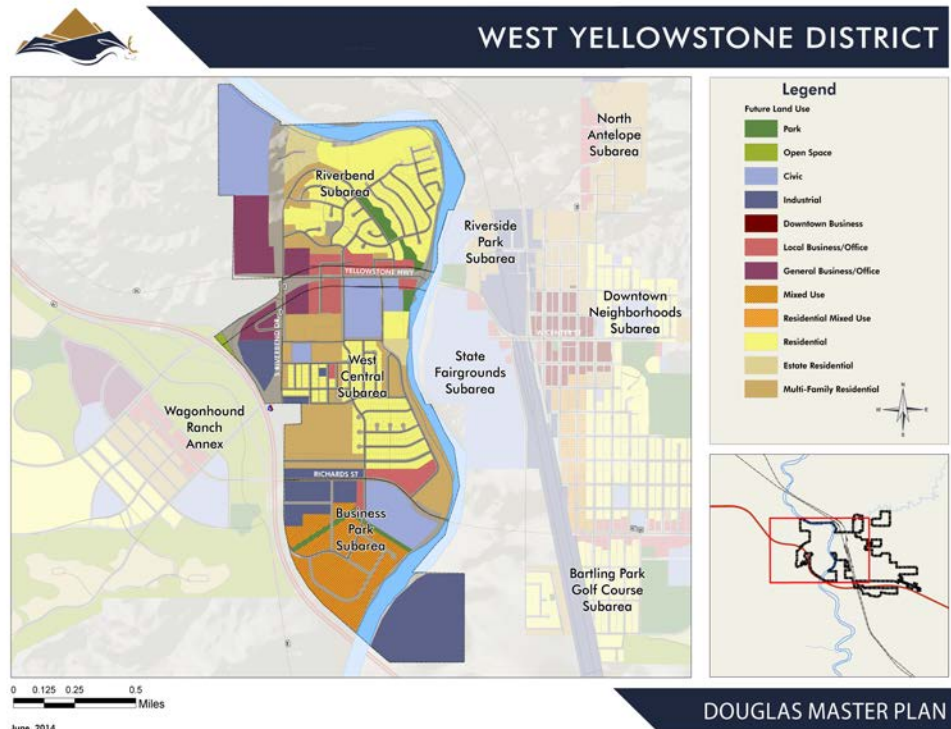 WEST YELLOWSTONE DISTRICT
Legend
Future Land Use
Park
Open Space
Civic
Industrial
Downtown Business
Local Business/Office
General Business/Office
Mixed Use
Residential Mixed Use
Residential
Estate Residential
Multi-Family Residential
N
W
E
S
North
Antelope
Subarea
Riverbend
Subarea
Riverside
Park
Subarea
YELLOWSTONE HWY
Downtown
Neighborhoods
Subarea
S RIVERBEND DR
W CENTER ST
West
Central
Subarea
State
Fairgrounds
Subarea
Wagonhound
Ranch
Annex
RICHARDS ST
Business
Park
Subarea
Bartling Park
Golf Course
Subarea
0 0.125 0.25 0.5
Miles
June, 2014
DOUGLAS MASTER PLAN